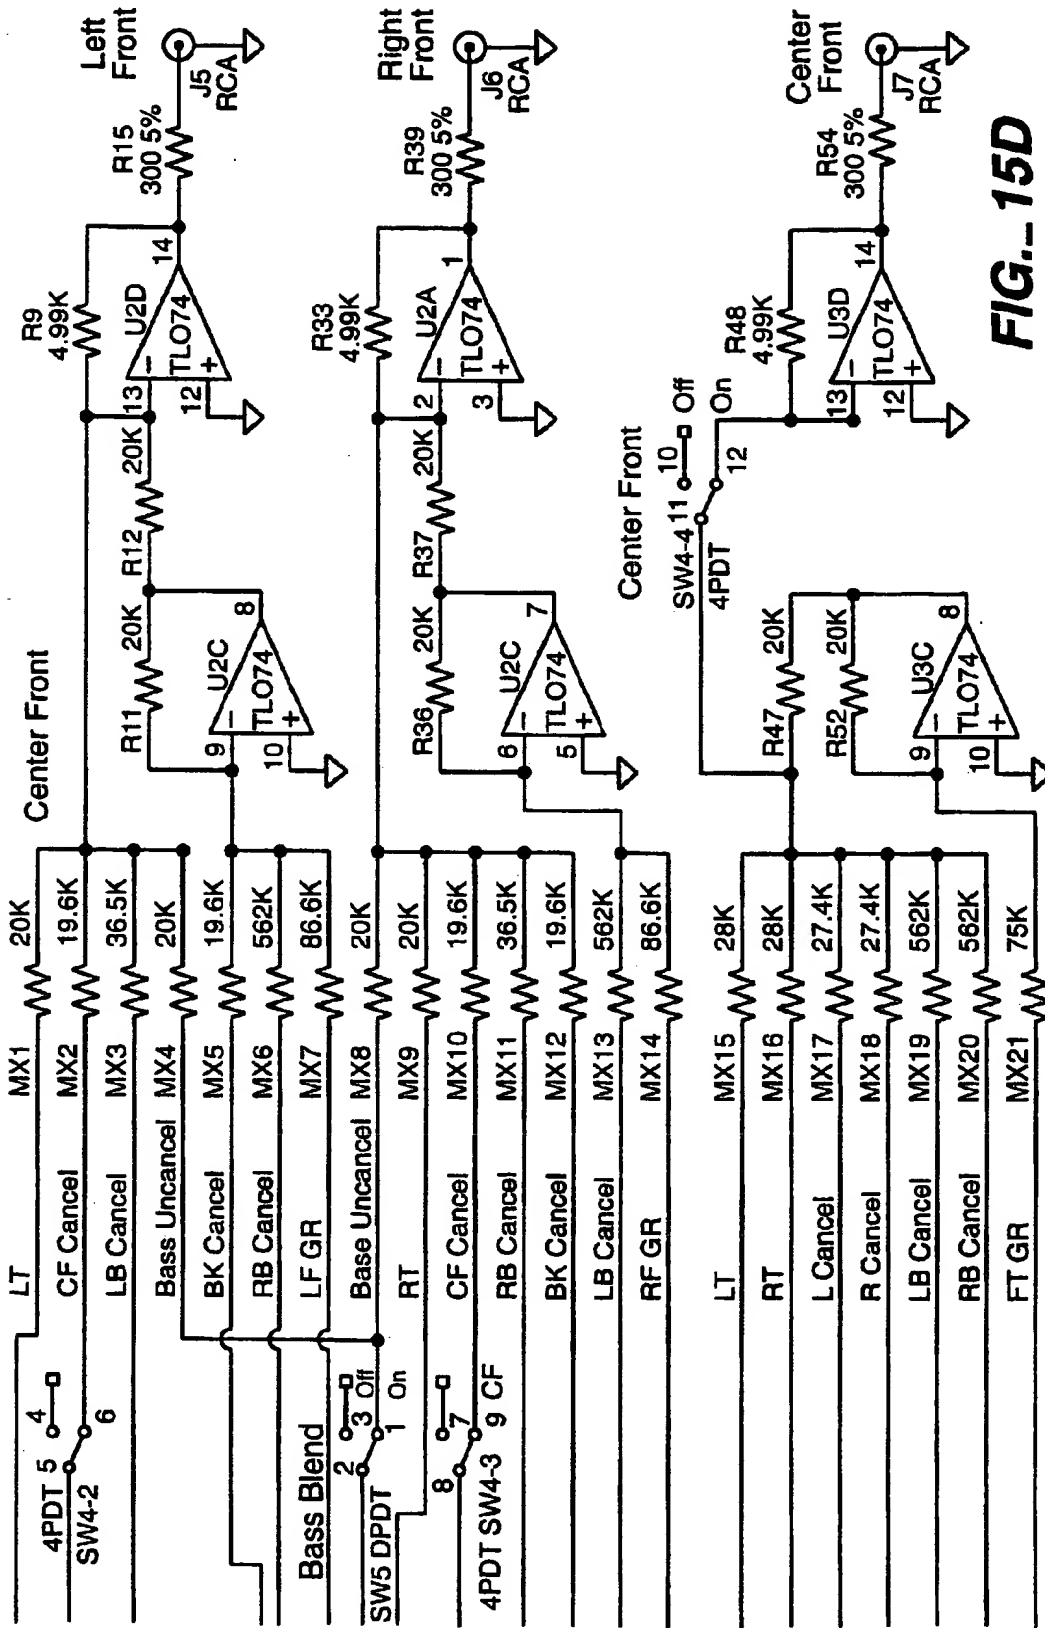 LT MX1 20K
CF Cancel MX2 19.6K
LB Cancel MX3 36.5K
Bass Uncancel MX4 20K
BK Cancel MX5 19.6K
RB Cancel MX6 562K
LF GR MX7 86.6K
Base Uncancel MX8 20K
RT MX9 20K
CF Cancel MX10 19.6K
RB Cancel MX11 36.5K
BK Cancel MX12 19.6K
LB Cancel MX13 562K
RF GR MX14 86.6K
LT MX15 28K
RT MX16 28K
L Cancel MX17 27.4K
R Cancel MX18 27.4K
LB Cancel MX19 562K
RB Cancel MX20 562K
FT GR MX21 75K
4PDT 5 4
SW4-2 6
Bass Blend
2 3 Off
SW5 DPDT 1 On
8 7
4PDT SW4-3 9 CF
Center Front
R11 20K
R12 20K
9 U2C 8
TLO74
10
- +
R9
4.99K
13 U2D 14
TLO74
12
- +
R15
300 5%
Left
Front
J5
RCA
R36 20K
R37 20K
6 U2C 7
TLO74
5
- +
R33
4.99K
2 U2A 1
TLO74
3
- +
R39
300 5%
Right
Front
J6
RCA
Center Front
SW4-4 11 10 Off
4PDT 12 On
R47 20K
R52 20K
9 U3C 8
TLO74
10
- +
R48
4.99K
13 U3D 14
TLO74
12
- +
R54
300 5%
Center
Front
J7
RCA
FIG._15D